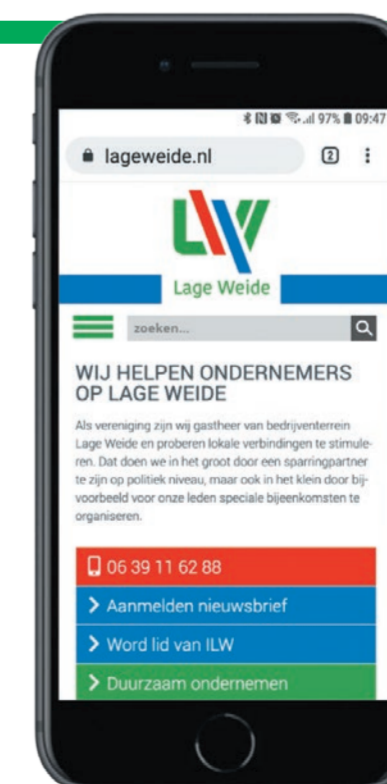 97% 09:47
lageweide.nl 2
LW
Lage Weide
zoeken...
WIJ HELPEN ONDERNEMERS
OP LAGE WEIDE
Als vereniging zijn wij gastheer van bedrijventerrein
Lage Weide en proberen lokale verbindingen te stimule-
ren. Dat doen we in het groot door een sparringpartner
te zijn op politiek niveau, maar ook in het klein door bij-
voorbeeld voor onze leden speciale bijeenkomsten te
organiseren.
06 39 11 62 88
Aanmelden nieuwsbrief
Word lid van ILW
Duurzaam ondernemen